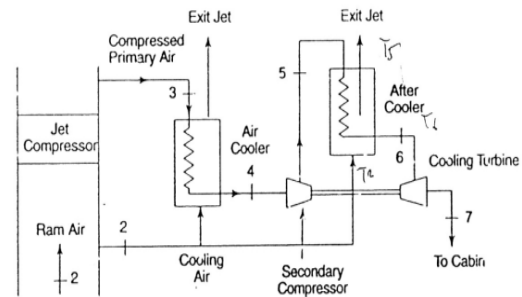 Exit Jet
Exit Jet
Compressed
Primary Air
T5
5
3
After
Cooler
Jet
Compressor
Air
Cooler
4
6
Cooling Turbine
2
7
Ram Air
2
Cooling
Air
Secondary
Compressor
To Cabin